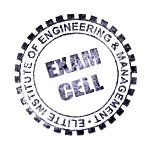 ELITTE INSTITUTE OF ENGINEERING & MANAGEMENT
EXAM
CELL